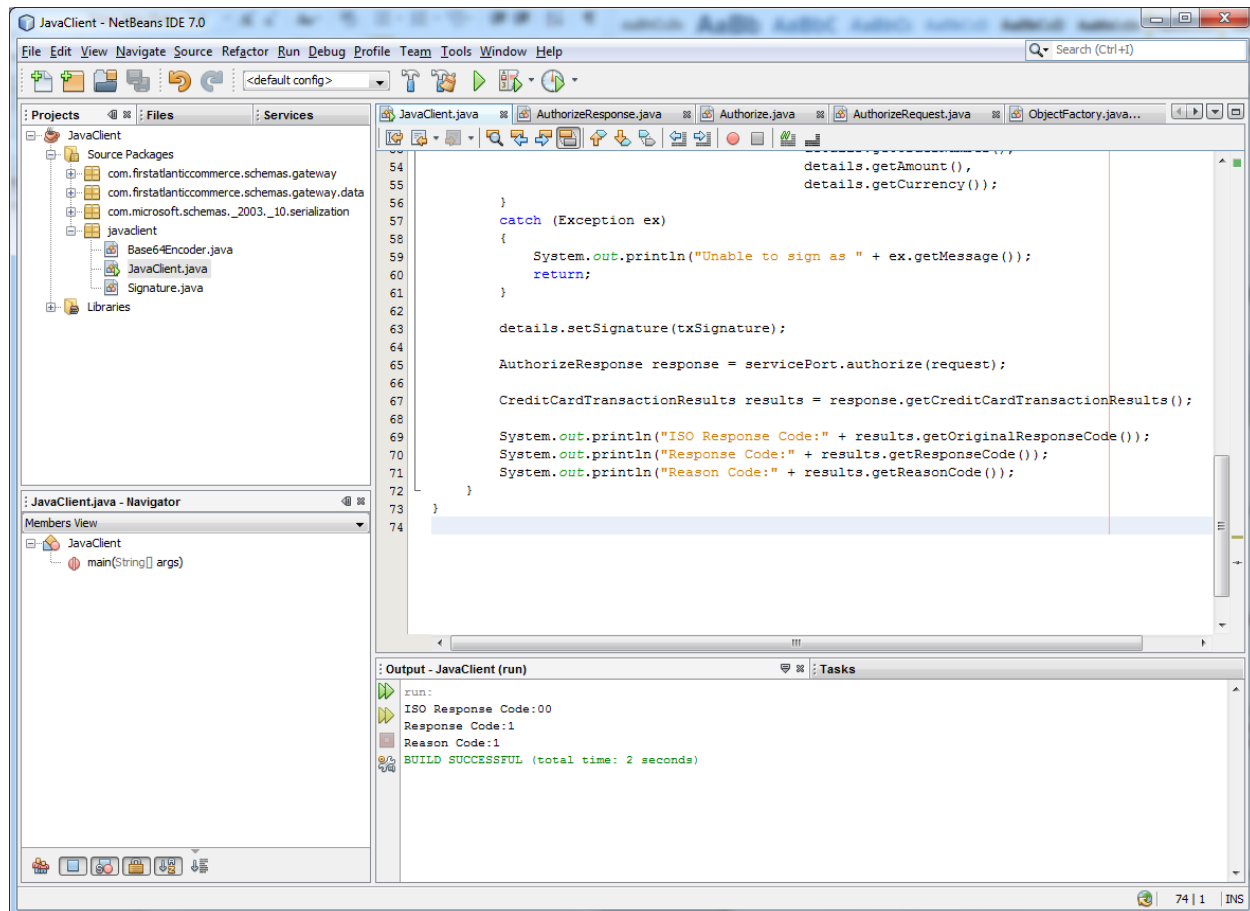 JavaClient - NetBeans IDE 7.0
File Edit View Navigate Source Refactor Run Debug Profile Team Tools Window Help
Search (Ctrl+I)
<default config>
Projects Files Services
JavaClient
Source Packages
com.firstatlanticcommerce.schemas.gateway
com.firstatlanticcommerce.schemas.gateway.data
com.microsoft.schemas._2003._10.serialization
javaclient
Base64Encoder.java
JavaClient.java
Signature.java
Libraries
JavaClient.java - Navigator
Members View
JavaClient
main(String[] args)
JavaClient.java AuthorizeResponse.java Authorize.java AuthorizeRequest.java ObjectFactory.java...
54 details.getAmount(),
55 details.getCurrency());
56 }
57 catch (Exception ex)
58 {
59 System.out.println("Unable to sign as " + ex.getMessage());
60 return;
61 }
62
63 details.setSignature(txSignature);
64
65 AuthorizeResponse response = servicePort.authorize(request);
66
67 CreditCardTransactionResults results = response.getCreditCardTransactionResults();
68
69 System.out.println("ISO Response Code:" + results.getOriginalResponseCode());
70 System.out.println("Response Code:" + results.getResponseCode());
71 System.out.println("Reason Code:" + results.getReasonCode());
72 }
73 }
74
Output - JavaClient (run) Tasks
run:
ISO Response Code:00
Response Code:1
Reason Code:1
BUILD SUCCESSFUL (total time: 2 seconds)
74 | 1 INS